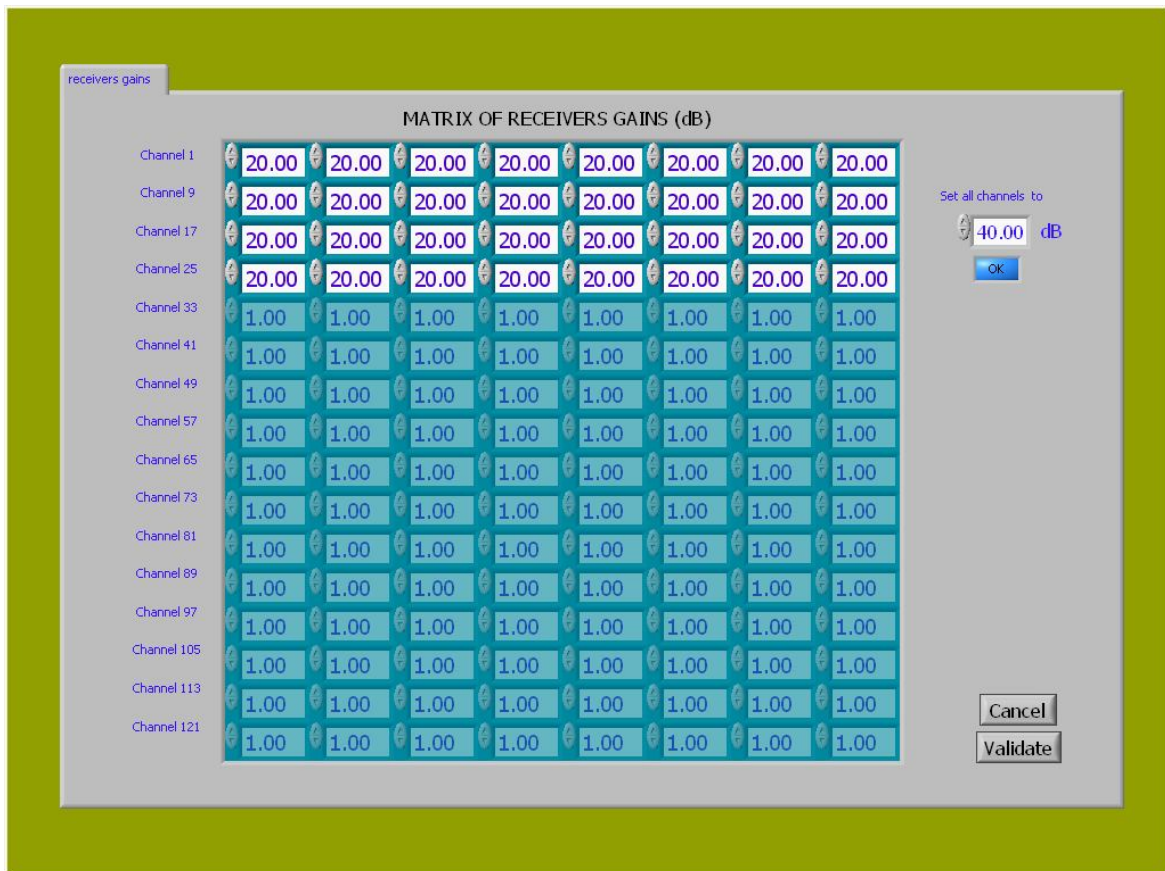 receivers gains
MATRIX OF RECEIVERS GAINS (dB)
Channel 1 20.00 20.00 20.00 20.00 20.00 20.00 20.00 20.00
Channel 9 20.00 20.00 20.00 20.00 20.00 20.00 20.00 20.00
Channel 17 20.00 20.00 20.00 20.00 20.00 20.00 20.00 20.00
Channel 25 20.00 20.00 20.00 20.00 20.00 20.00 20.00 20.00
Channel 33 1.00 1.00 1.00 1.00 1.00 1.00 1.00 1.00
Channel 41 1.00 1.00 1.00 1.00 1.00 1.00 1.00 1.00
Channel 49 1.00 1.00 1.00 1.00 1.00 1.00 1.00 1.00
Channel 57 1.00 1.00 1.00 1.00 1.00 1.00 1.00 1.00
Channel 65 1.00 1.00 1.00 1.00 1.00 1.00 1.00 1.00
Channel 73 1.00 1.00 1.00 1.00 1.00 1.00 1.00 1.00
Channel 81 1.00 1.00 1.00 1.00 1.00 1.00 1.00 1.00
Channel 89 1.00 1.00 1.00 1.00 1.00 1.00 1.00 1.00
Channel 97 1.00 1.00 1.00 1.00 1.00 1.00 1.00 1.00
Channel 105 1.00 1.00 1.00 1.00 1.00 1.00 1.00 1.00
Channel 113 1.00 1.00 1.00 1.00 1.00 1.00 1.00 1.00
Channel 121 1.00 1.00 1.00 1.00 1.00 1.00 1.00 1.00
Set all channels to
40.00 dB
OK
Cancel
Validate